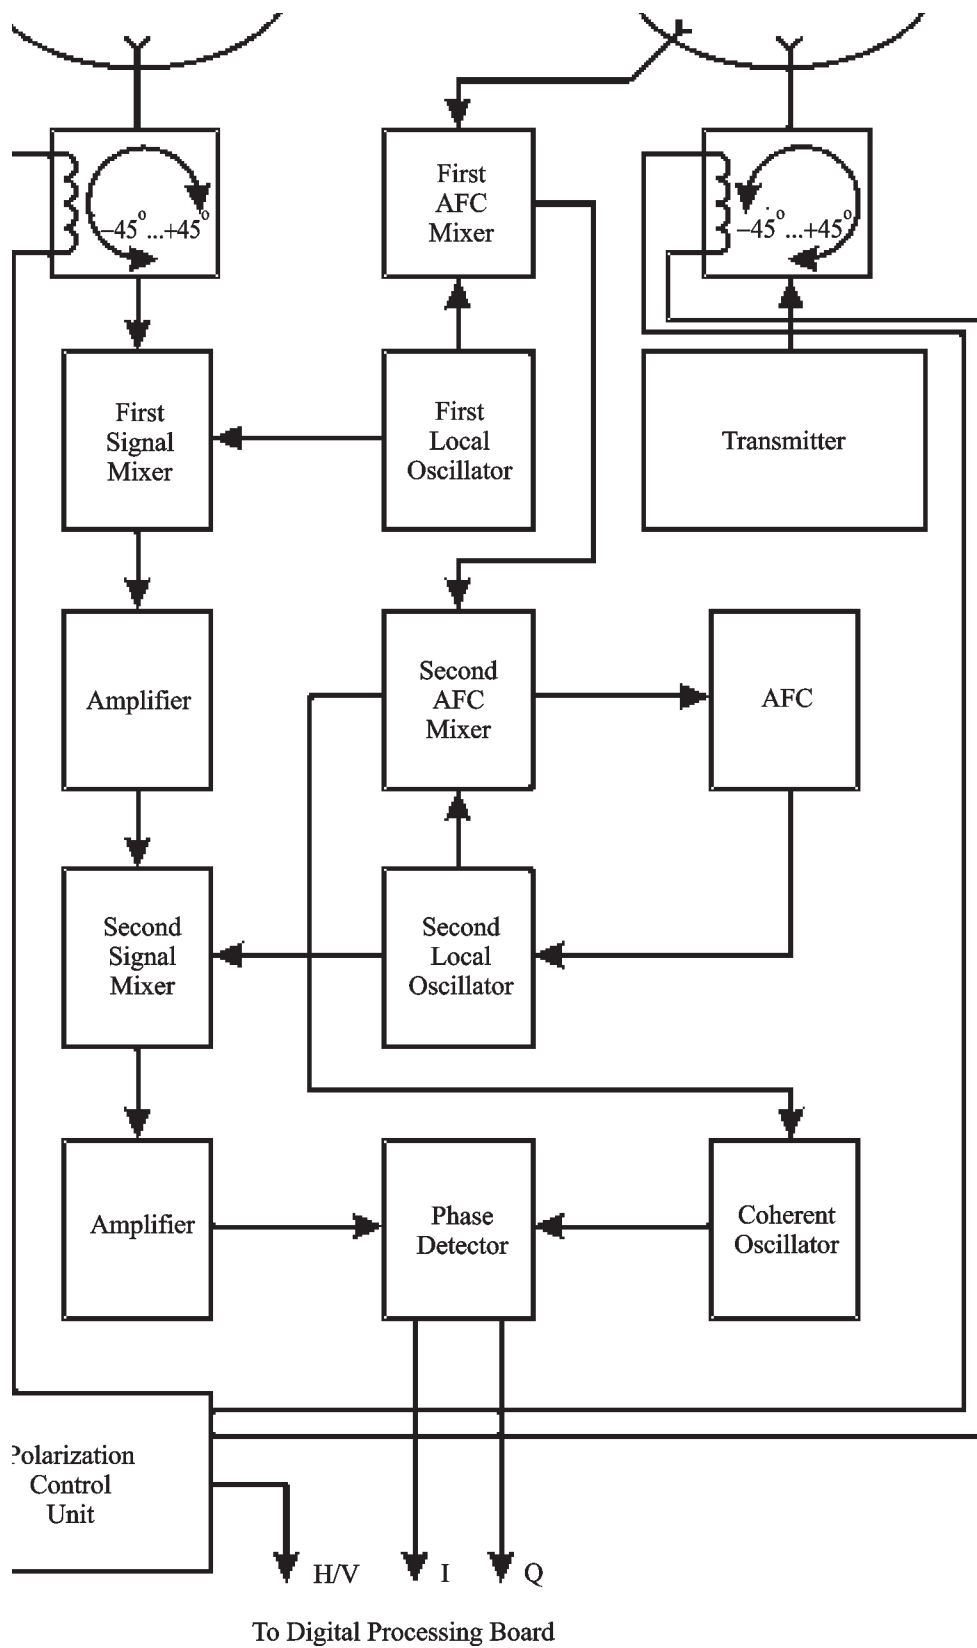 First
AFC
Mixer
−45°...+45°
−45°...+45°
First
Signal
Mixer
First
Local
Oscillator
Transmitter
Amplifier
Second
AFC
Mixer
AFC
Second
Signal
Mixer
Second
Local
Oscillator
Amplifier
Phase
Detector
Coherent
Oscillator
Polarization
Control
Unit
H/V
I
Q
To Digital Processing Board